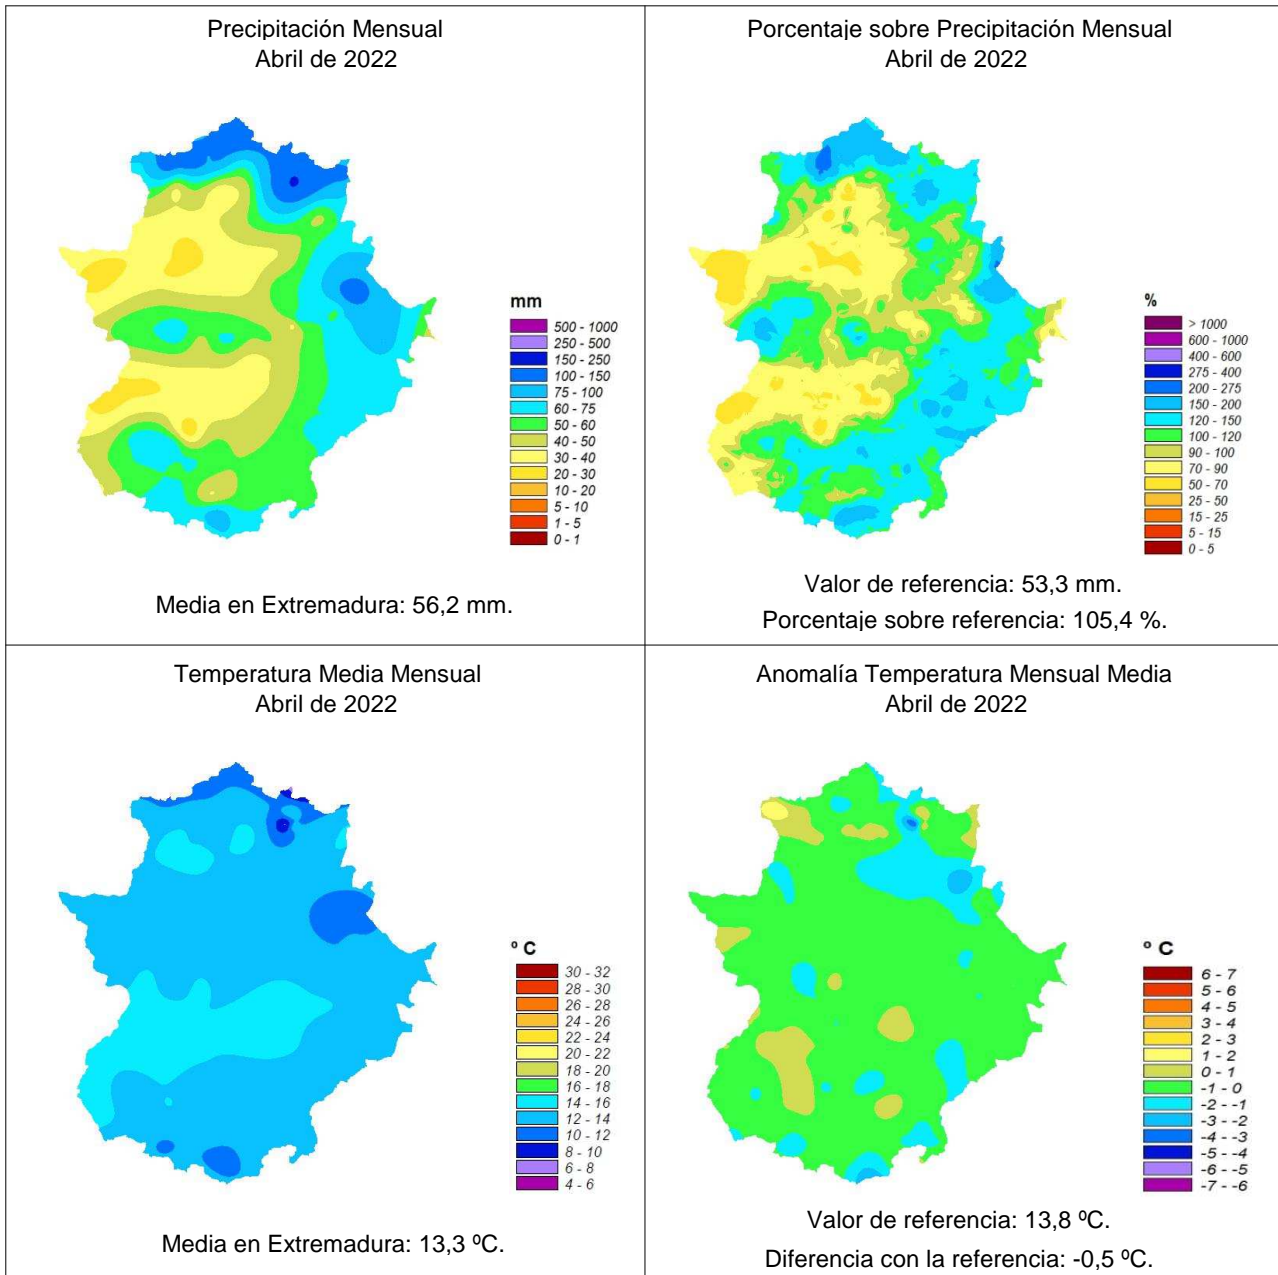 Precipitación Mensual
Abril de 2022
mm
500 - 1000
250 - 500
150 - 250
100 - 150
75 - 100
60 - 75
50 - 60
40 - 50
30 - 40
20 - 30
10 - 20
5 - 10
1 - 5
0 - 1
Media en Extremadura: 56,2 mm.
Porcentaje sobre Precipitación Mensual
Abril de 2022
%
> 1000
600 - 1000
400 - 600
275 - 400
200 - 275
150 - 200
120 - 150
100 - 120
90 - 100
70 - 90
50 - 70
25 - 50
15 - 25
5 - 15
0 - 5
Valor de referencia: 53,3 mm.
Porcentaje sobre referencia: 105,4 %.
Temperatura Media Mensual
Abril de 2022
º C
30 - 32
28 - 30
26 - 28
24 - 26
22 - 24
20 - 22
18 - 20
16 - 18
14 - 16
12 - 14
10 - 12
8 - 10
6 - 8
4 - 6
Media en Extremadura: 13,3 ºC.
Anomalía Temperatura Mensual Media
Abril de 2022
º C
6 - 7
5 - 6
4 - 5
3 - 4
2 - 3
1 - 2
0 - 1
-1 - 0
-2 - -1
-3 - -2
-4 - -3
-5 - -4
-6 - -5
-7 - -6
Valor de referencia: 13,8 ºC.
Diferencia con la referencia: -0,5 ºC.